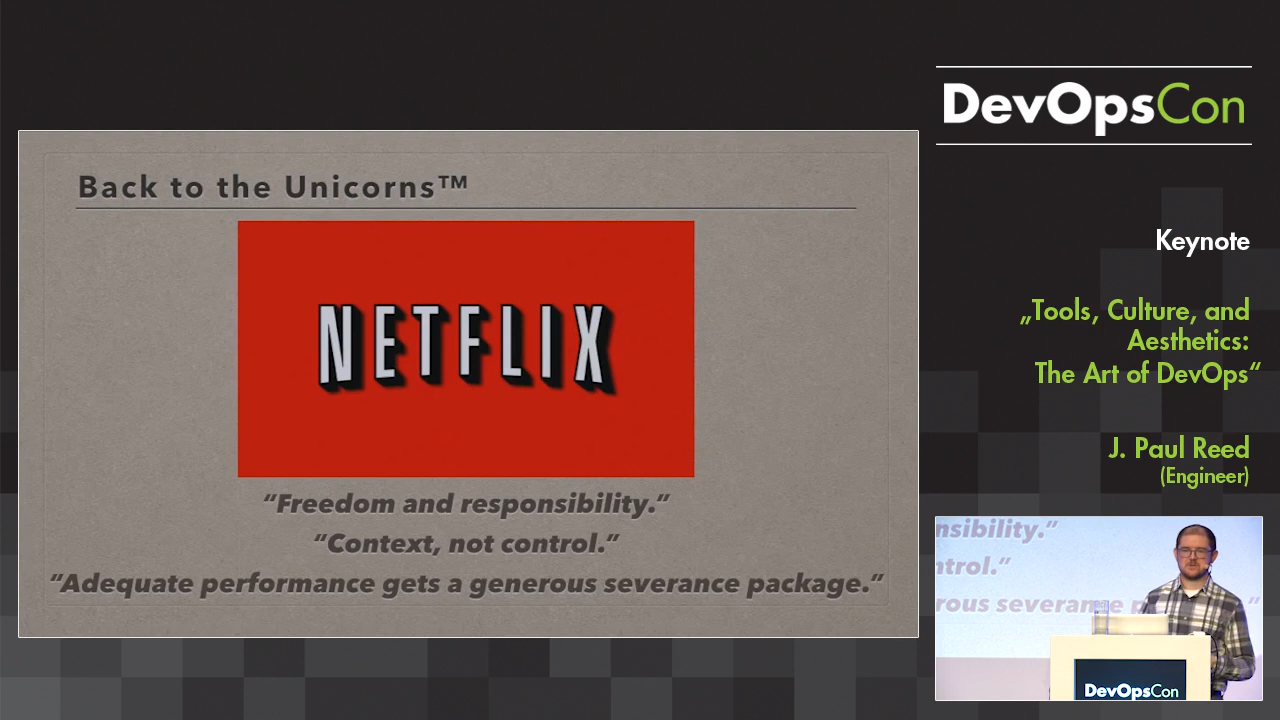 Back to the Unicorns™
NETFLIX
“Freedom and responsibility.”
“Context, not control.”
”Adequate performance gets a generous severance package.”
DevOpsCon
Keynote
„Tools, Culture, and
Aesthetics:
The Art of DevOps“
J. Paul Reed
(Engineer)
nsibility.”
ntrol.”
rous severance p
DevOpsCon